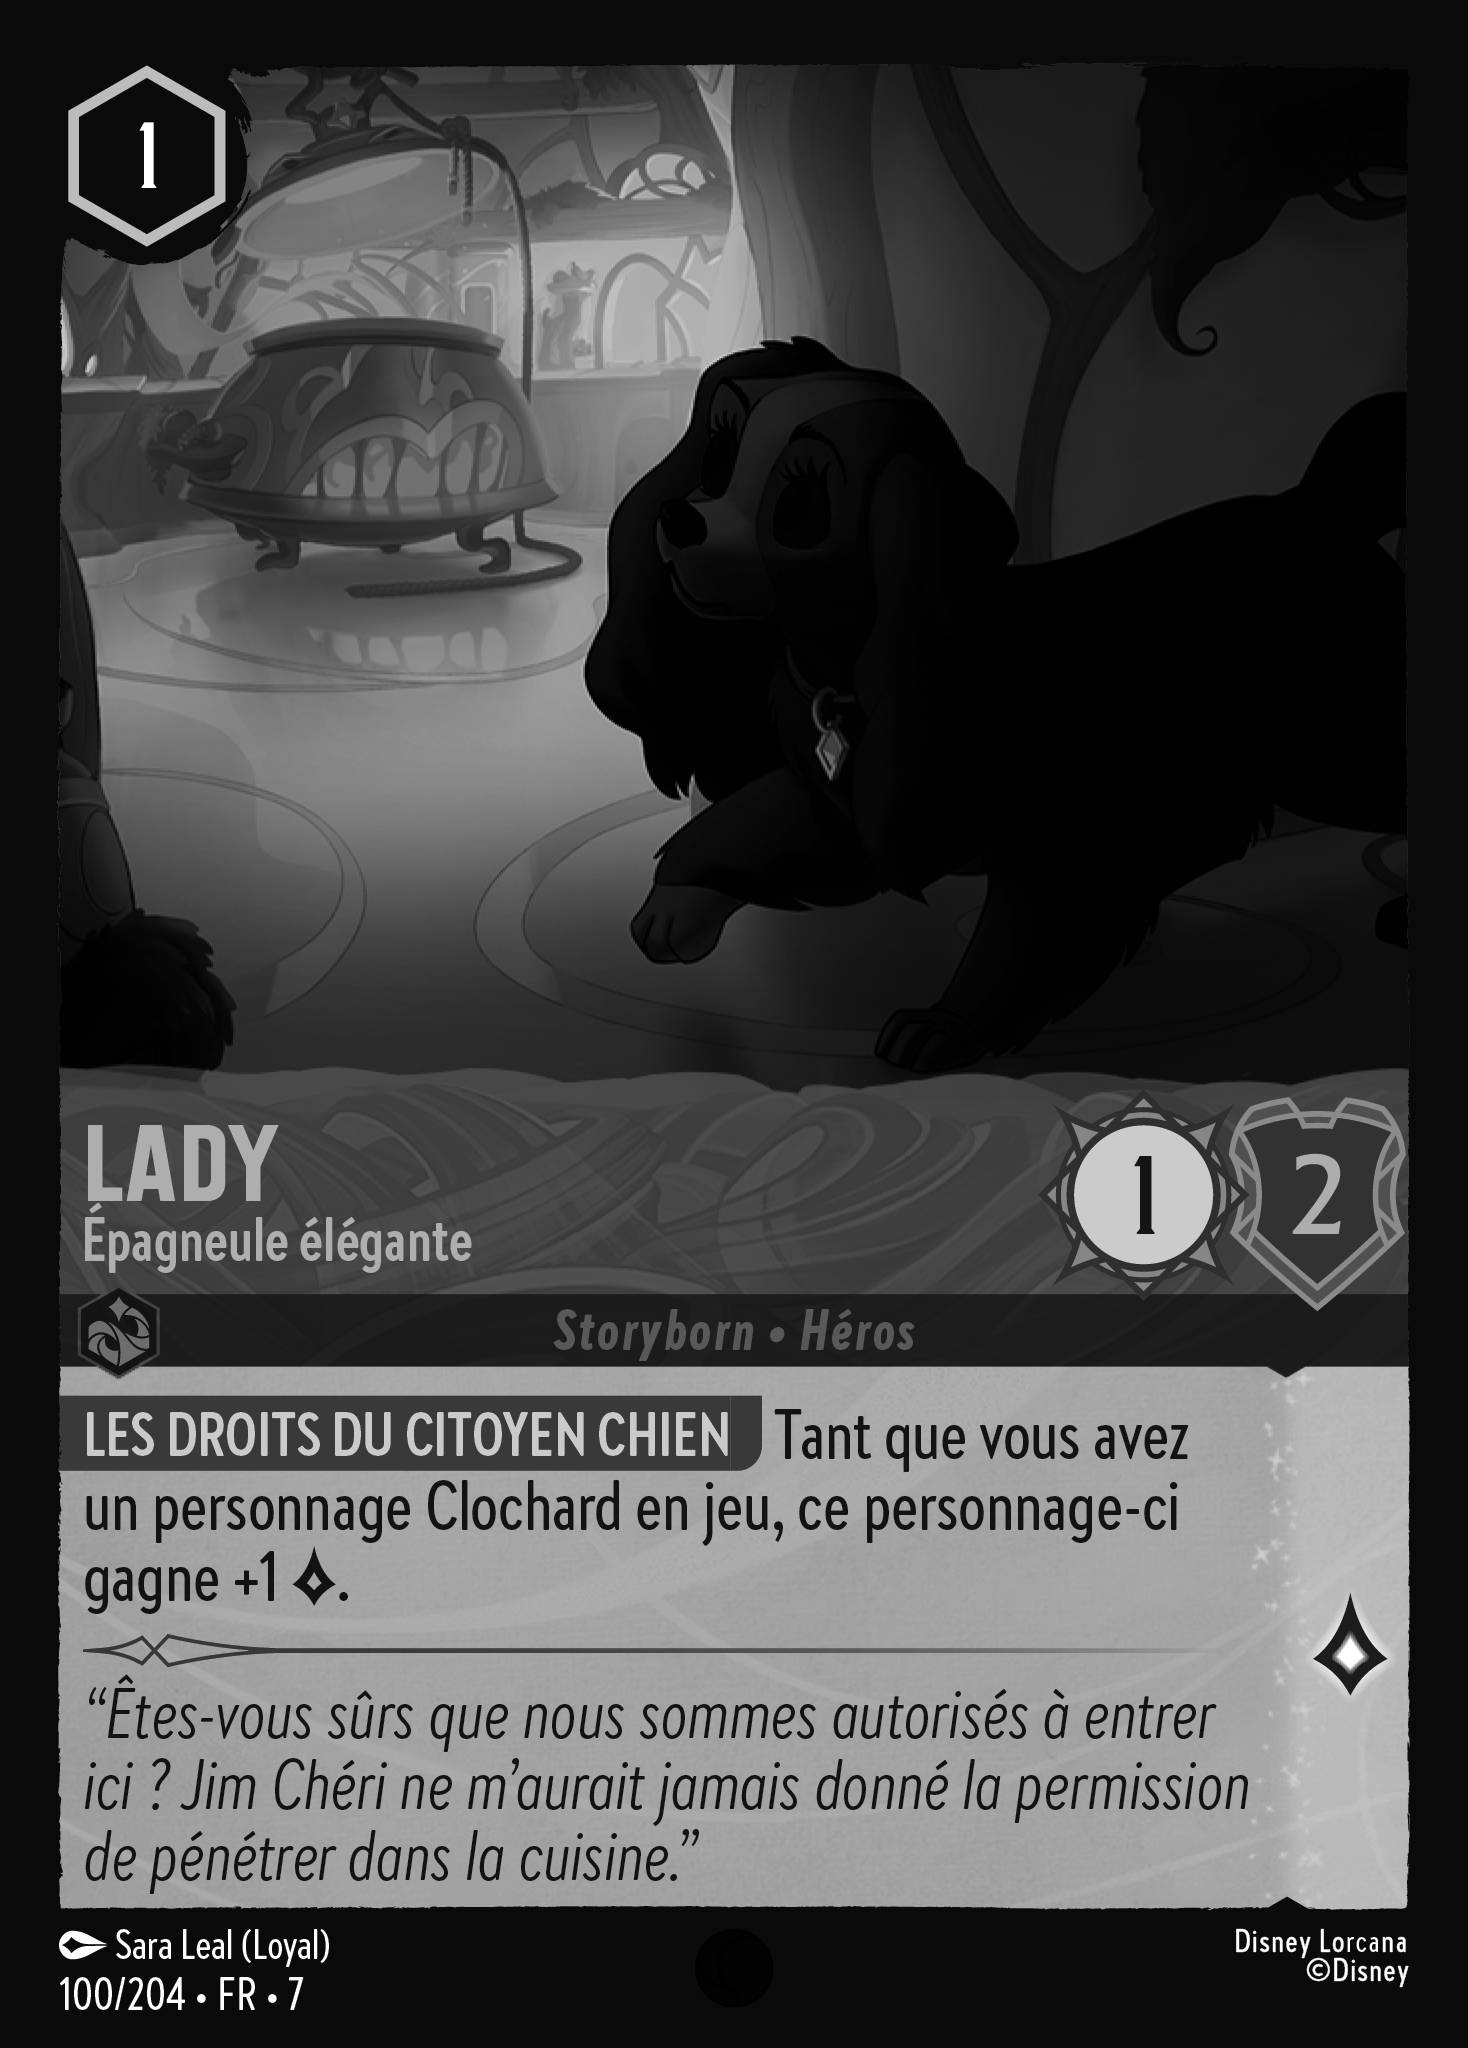 1
LADY
Épagneule élégante
1
2
Storyborn • Héros
LES DROITS DU CITOYEN CHIEN Tant que vous avez
un personnage Clochard en jeu, ce personnage-ci
gagne +1 .
“Êtes-vous sûrs que nous sommes autorisés à entrer
ici ? Jim Chéri ne m’aurait jamais donné la permission
de pénétrer dans la cuisine.”
Sara Leal (Loyal)
100/204 • FR • 7
Disney Lorcana
©Disney